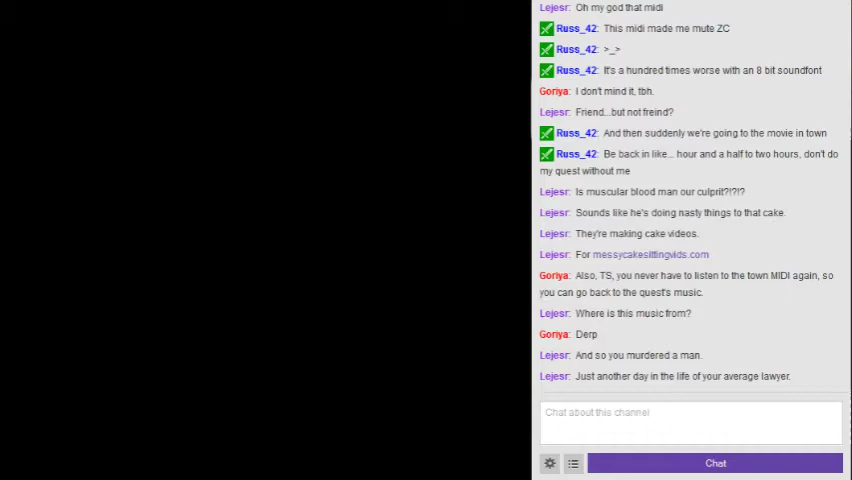 Lejesr: Oh my god that midi
Russ_42: This midi made me mute ZC
Russ_42: >_>
Russ_42: It's a hundred times worse with an 8 bit soundfont
Goriya: I don't mind it, tbh.
Lejesr: Friend...but not freind?
Russ_42: And then suddenly we're going to the movie in town
Russ_42: Be back in like... hour and a half to two hours, don't do
my quest without me
Lejesr: Is muscular blood man our culprit?!?!?
Lejesr: Sounds like he's doing nasty things to that cake.
Lejesr: They're making cake videos.
Lejesr: For messycakesittingvids.com
Goriya: Also, TS, you never have to listen to the town MIDI again, so
you can go back to the quest's music.
Lejesr: Where is this music from?
Goriya: Derp
Lejesr: And so you murdered a man.
Lejesr: Just another day in the life of your average lawyer.
Chat about this channel
Chat